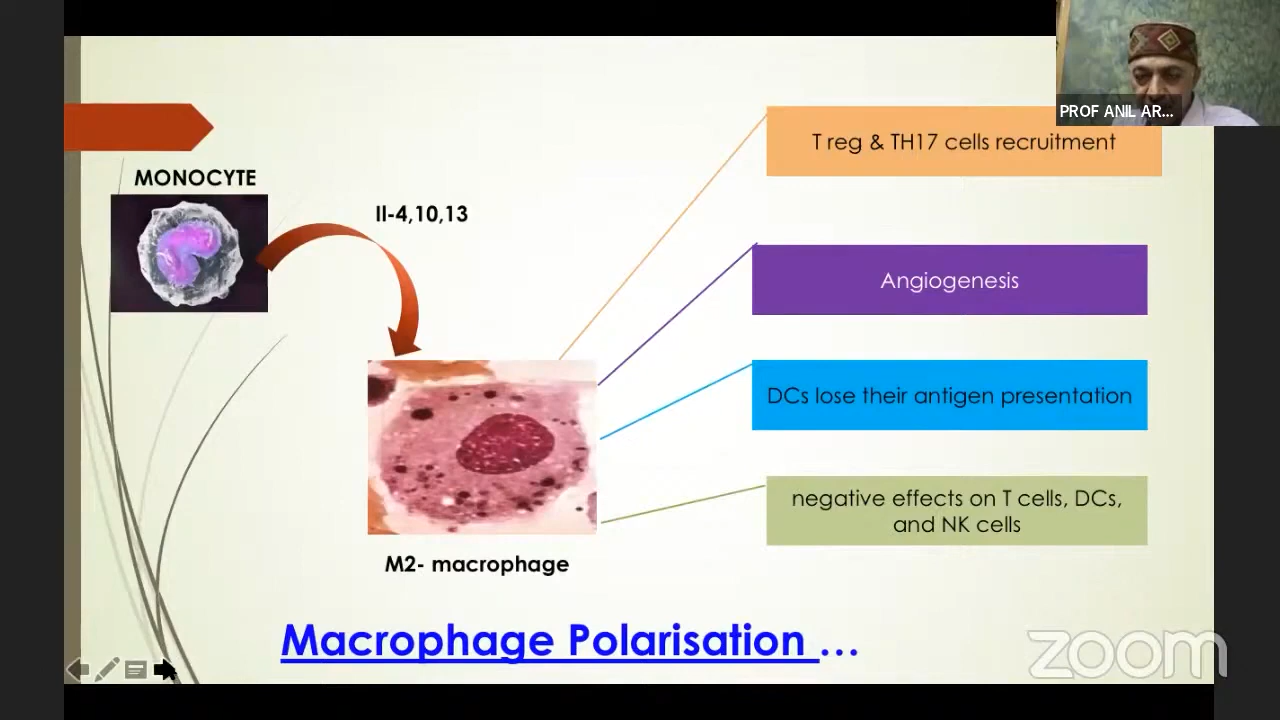 PROF ANIL AR...
T reg & TH17 cells recruitment
MONOCYTE
Il-4,10,13
Angiogenesis
DCs lose their antigen presentation
negative effects on T cells, DCs,
and NK cells
M2- macrophage
Macrophage Polarisation ...
zoom